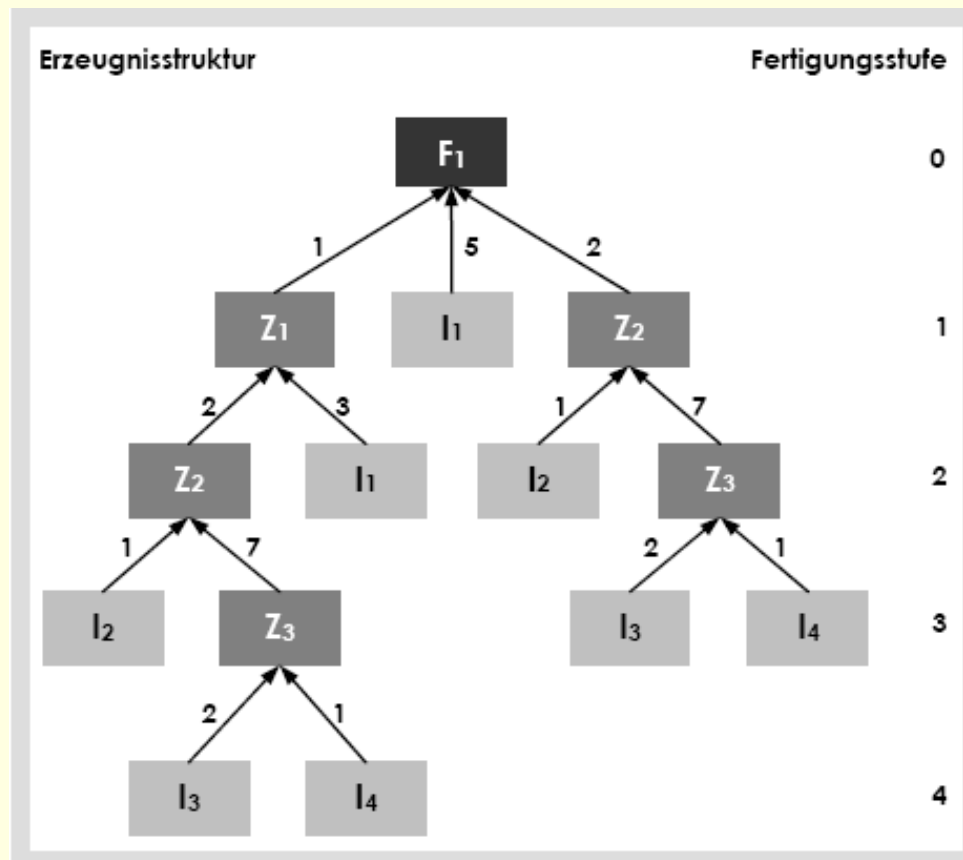 Erzeugnisstruktur Fertigungsstufe
F1 0
1 5 2
Z1 I1 Z2 1
2 3 1 7
Z2 I1 I2 Z3 2
1 7 2 1
I2 Z3 I3 I4 3
2 1
I3 I4 4